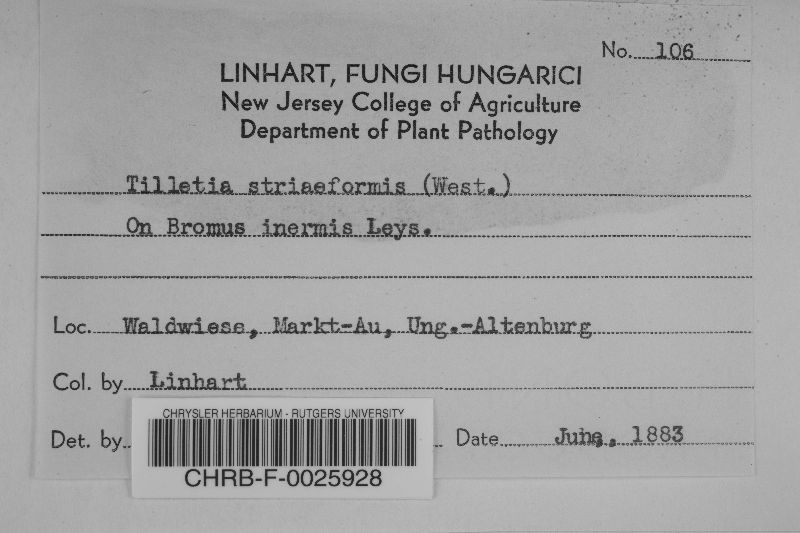 No. 106
LINHART, FUNGI HUNGARICI
New Jersey College of Agriculture
Department of Plant Pathology
Tilletia striaeformis (West.)
On Bromus inermis Leys.
Loc. Waldwiese, Markt-Au, Ung.-Altenburg
Col. by Linhart
Det. by Date June, 1883
CHRYSLER HERBARIUM - RUTGERS UNIVERSITY
CHRB-F-0025928